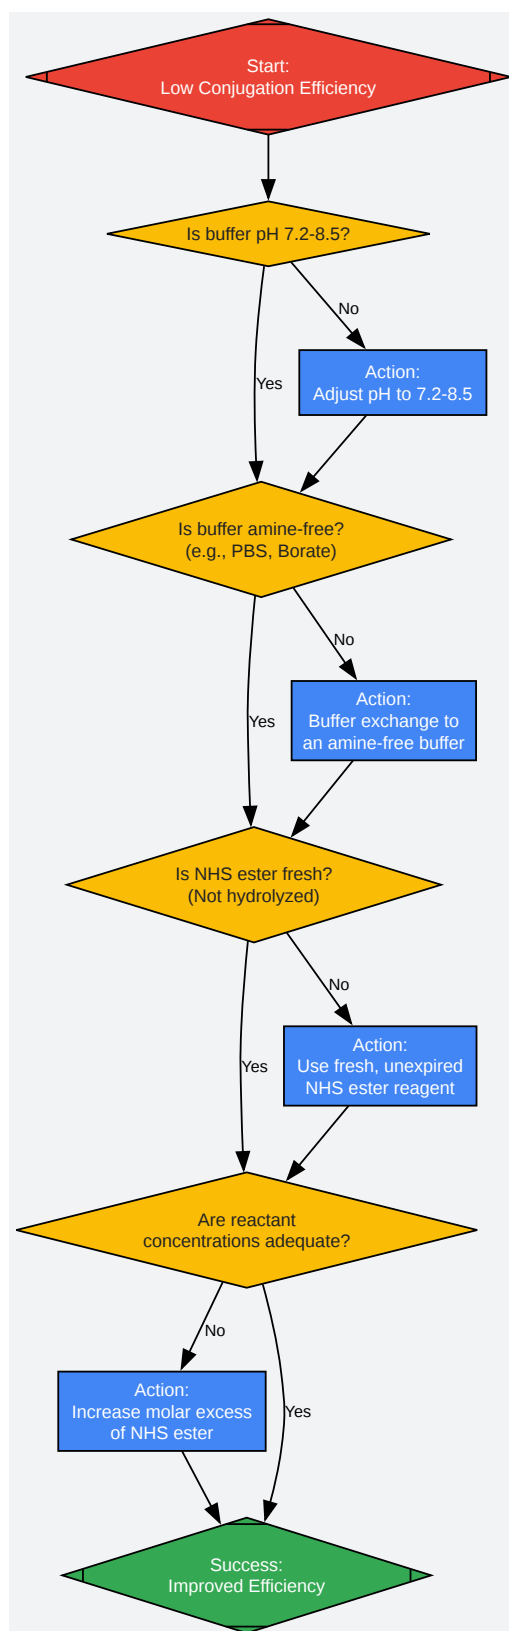 Start:
Low Conjugation Efficiency
Is buffer pH 7.2-8.5?
No
Action:
Adjust pH to 7.2-8.5
Yes
Is buffer amine-free?
(e.g., PBS, Borate)
No
Action:
Buffer exchange to
an amine-free buffer
Yes
Is NHS ester fresh?
(Not hydrolyzed)
No
Action:
Use fresh, unexpired
NHS ester reagent
Yes
Are reactant
concentrations adequate?
No
Action:
Increase molar excess
of NHS ester
Yes
Success:
Improved Efficiency